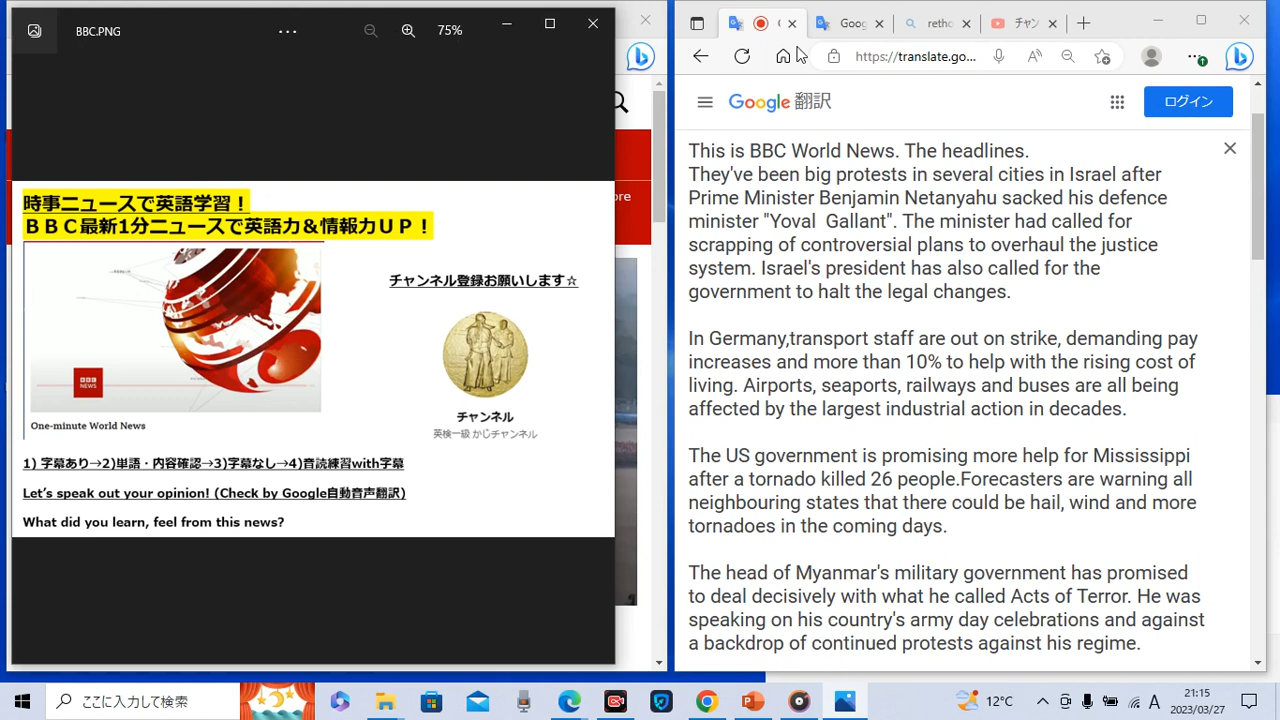 BBC.PNG
75%
時事ニュースで英語学習！
ＢＢＣ最新1分ニュースで英語力＆情報力ＵＰ！
チャンネル登録お願いします☆
BBC
NEWS
One-minute World News
チャンネル
英検一級 かじチャンネル
1) 字幕あり→2)単語・内容確認→3)字幕なし→4)音読練習with字幕
Let's speak out your opinion! (Check by Google自動音声翻訳)
What did you learn, feel from this news?
ore
Goog
retho
チャン
https://translate.go...
Google 翻訳
ログイン
This is BBC World News. The headlines.
They've been big protests in several cities in Israel after
Prime Minister Benjamin Netanyahu sacked his defence
minister "Yoval Gallant". The minister had called for
scrapping of controversial plans to overhaul the justice
system. Israel's president has also called for the
government to halt the legal changes.
In Germany,transport staff are out on strike, demanding pay
increases and more than 10% to help with the rising cost of
living. Airports, seaports, railways and buses are all being
affected by the largest industrial action in decades.
The US government is promising more help for Mississippi
after a tornado killed 26 people.Forecasters are warning all
neighbouring states that there could be hail, wind and more
tornadoes in the coming days.
The head of Myanmar's military government has promised
to deal decisively with what he called Acts of Terror. He was
speaking on his country's army day celebrations and against
a backdrop of continued protests against his regime.
ここに入力して検索
12°C
A
21:15
2023/03/27